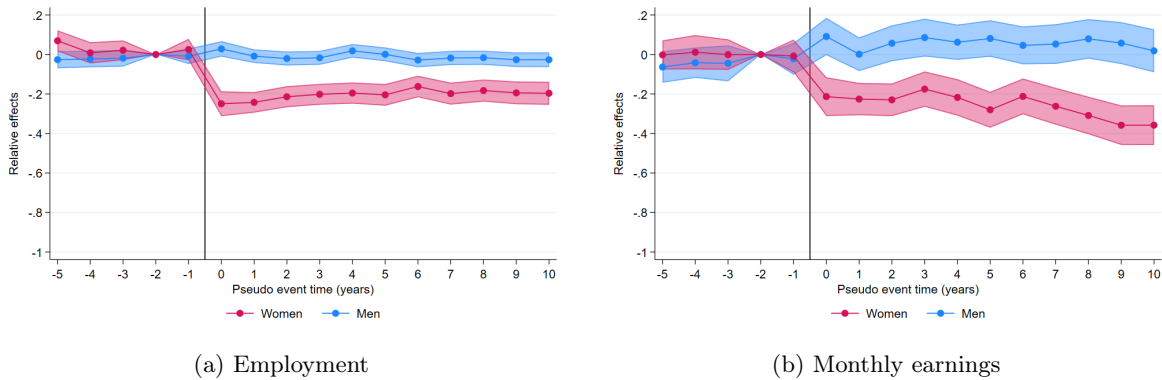 .2
0
-.2
-.4
-.6
-.8
-1
Relative effects
-5 -4 -3 -2 -1 0 1 2 3 4 5 6 7 8 9 10
Pseudo event time (years)
Women Men
(a) Employment
.2
0
-.2
-.4
-.6
-.8
-1
Relative effects
-5 -4 -3 -2 -1 0 1 2 3 4 5 6 7 8 9 10
Pseudo event time (years)
Women Men
(b) Monthly earnings